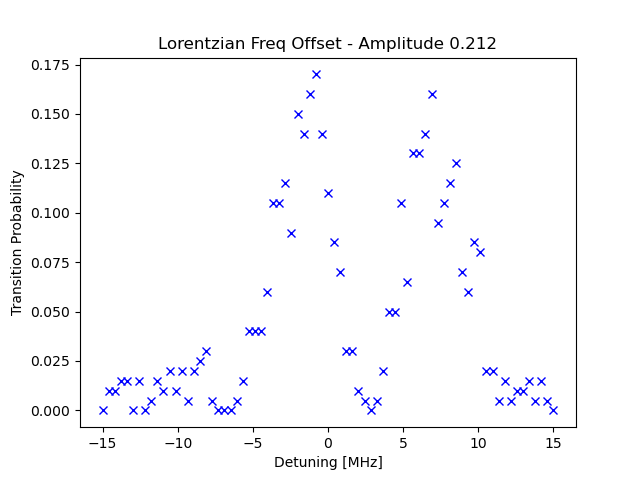 Lorentzian Freq Offset - Amplitude 0.212
0.175
0.150
0.125
0.100
0.075
0.050
0.025
0.000
Transition Probability
−15 −10 −5 0 5 10 15
Detuning [MHz]